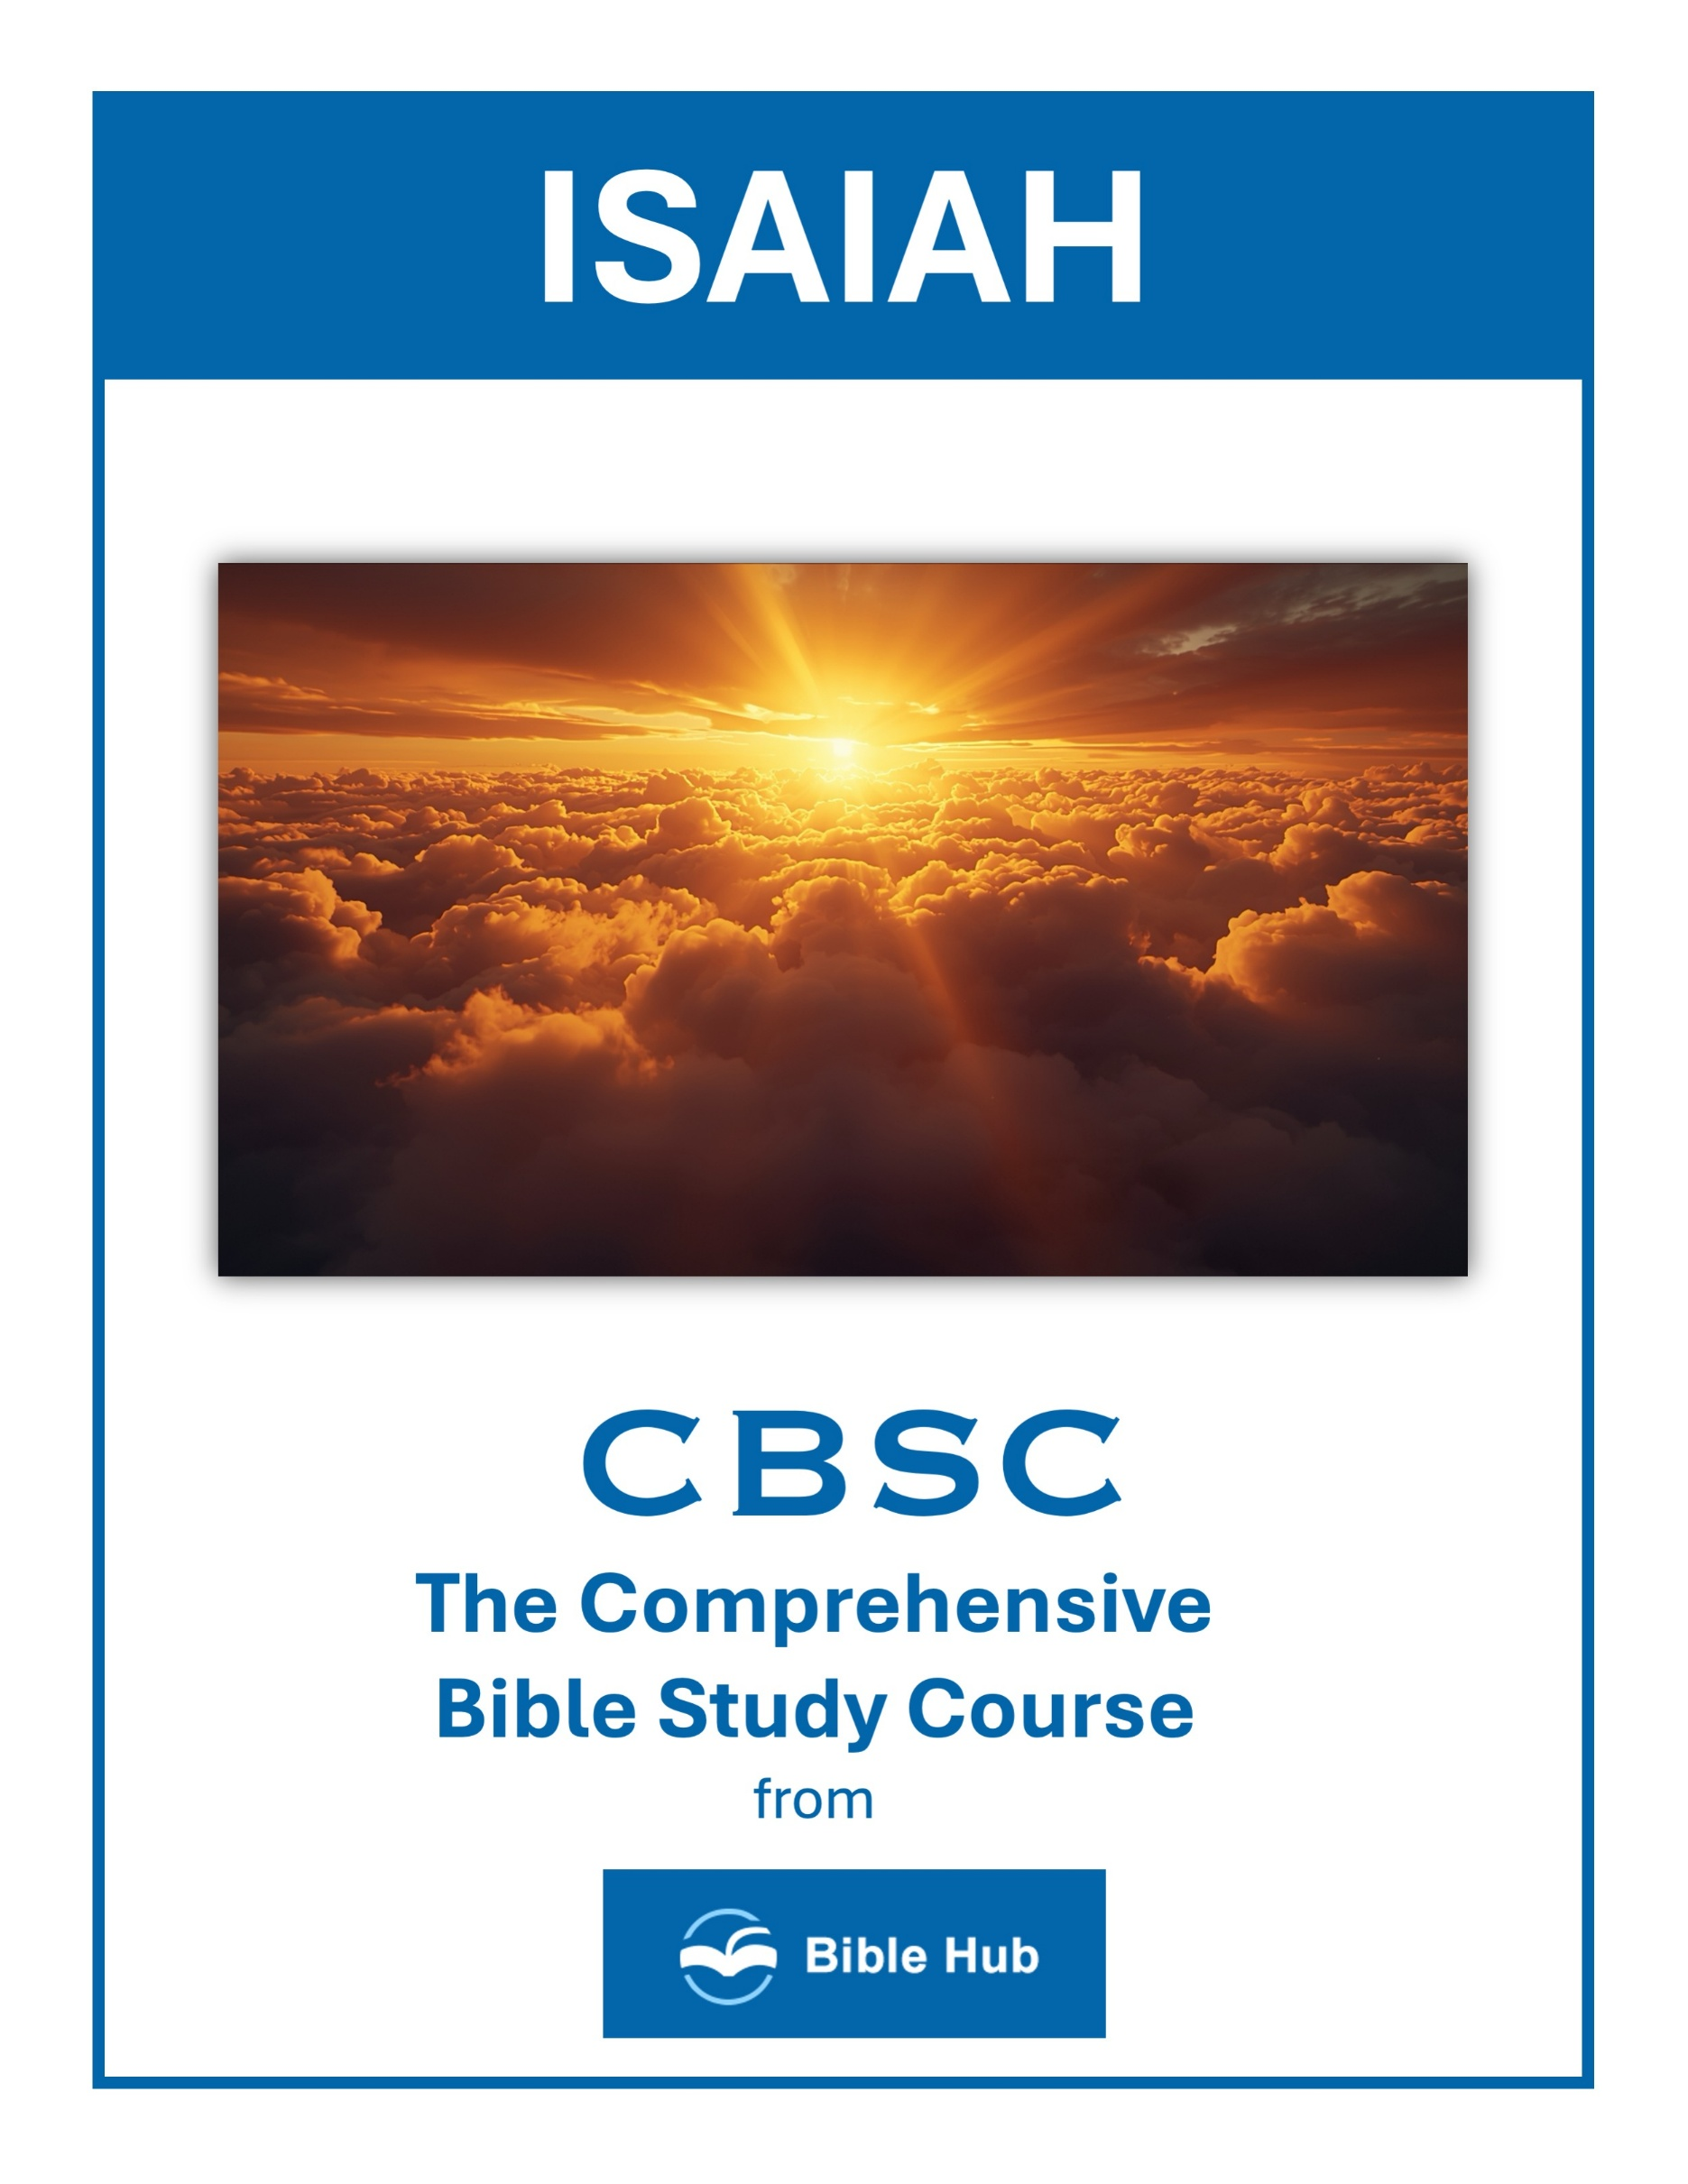 ISAIAH
CBSC
The Comprehensive
Bible Study Course
from
Bible Hub